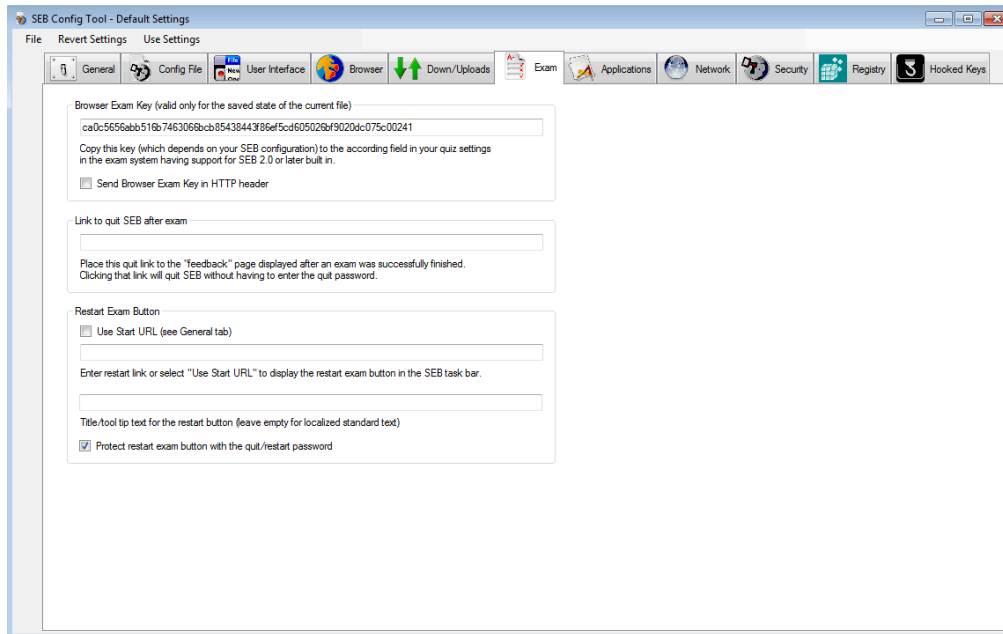 SEB Config Tool - Default Settings
File Revert Settings Use Settings
General Config File User Interface Browser Down/Uploads Exam Applications Network Security Registry Hooked Keys
Browser Exam Key (valid only for the saved state of the current file)
ca0c5656abb516b7463066bcb85438443f86ef5cd605026bf9020dc075c00241
Copy this key (which depends on your SEB configuration) to the according field in your quiz settings
in the exam system having support for SEB 2.0 or later built in.
Send Browser Exam Key in HTTP header
Link to quit SEB after exam
Place this quit link to the "feedback" page displayed after an exam was successfully finished.
Clicking that link will quit SEB without having to enter the quit password.
Restart Exam Button
Use Start URL (see General tab)
Enter restart link or select "Use Start URL" to display the restart exam button in the SEB task bar.
Title/tool tip text for the restart button (leave empty for localized standard text)
Protect restart exam button with the quit/restart password